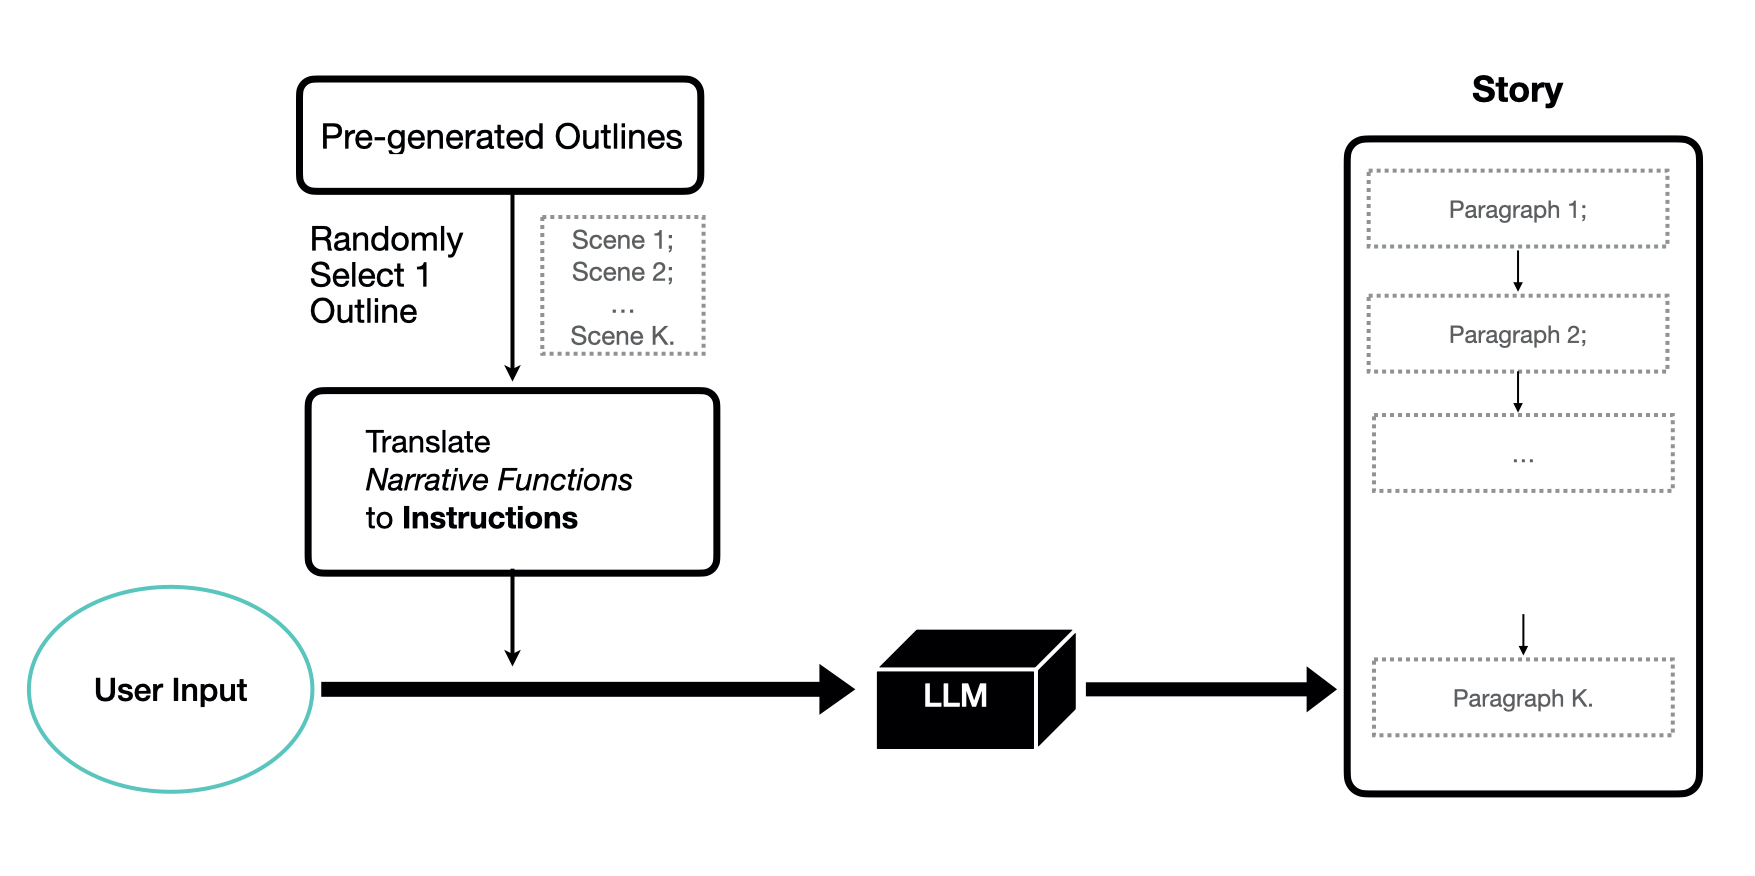 Pre-generated Outlines
Randomly
Select 1
Outline
Scene 1;
Scene 2;
...
Scene K.
Translate
Narrative Functions
to Instructions
User Input
LLM
Story
Paragraph 1;
Paragraph 2;
...
Paragraph K.